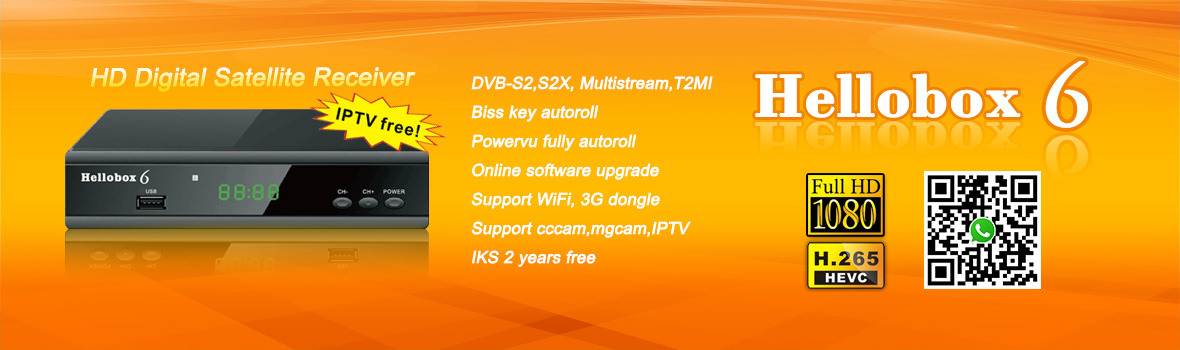 HD Digital Satellite Receiver
IPTV free!
Hellobox 6
USB
88:88
CH-
CH+
POWER
DVB-S2,S2X, Multistream,T2MI
Biss key autoroll
Powervu fully autoroll
Online software upgrade
Support WiFi, 3G dongle
Support cccam,mgcam,IPTV
IKS 2 years free
Hellobox 6
Full HD
1080
H.265
HEVC